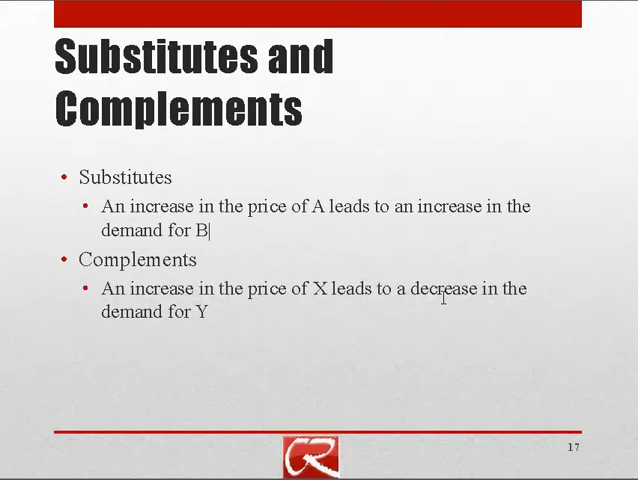 Substitutes and
Complements
• Substitutes
• An increase in the price of A leads to an increase in the
demand for B
• Complements
• An increase in the price of X leads to a decrease in the
demand for Y
17